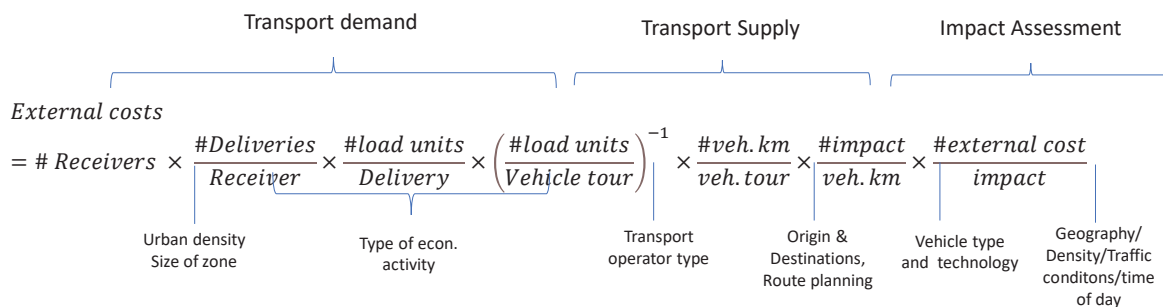 Transport demand
Transport Supply
Impact Assessment
External costs
= # Receivers × #Deliveries/Receiver × #load units/Delivery × (#load units/Vehicle tour)⁻¹ × #veh. km/veh. tour × #impact/veh. km × #external cost/impact
Urban density
Size of zone
Type of econ.
activity
Transport
operator type
Origin &
Destinations,
Route planning
Vehicle type
and technology
Geography/
Density/Traffic
conditons/time
of day